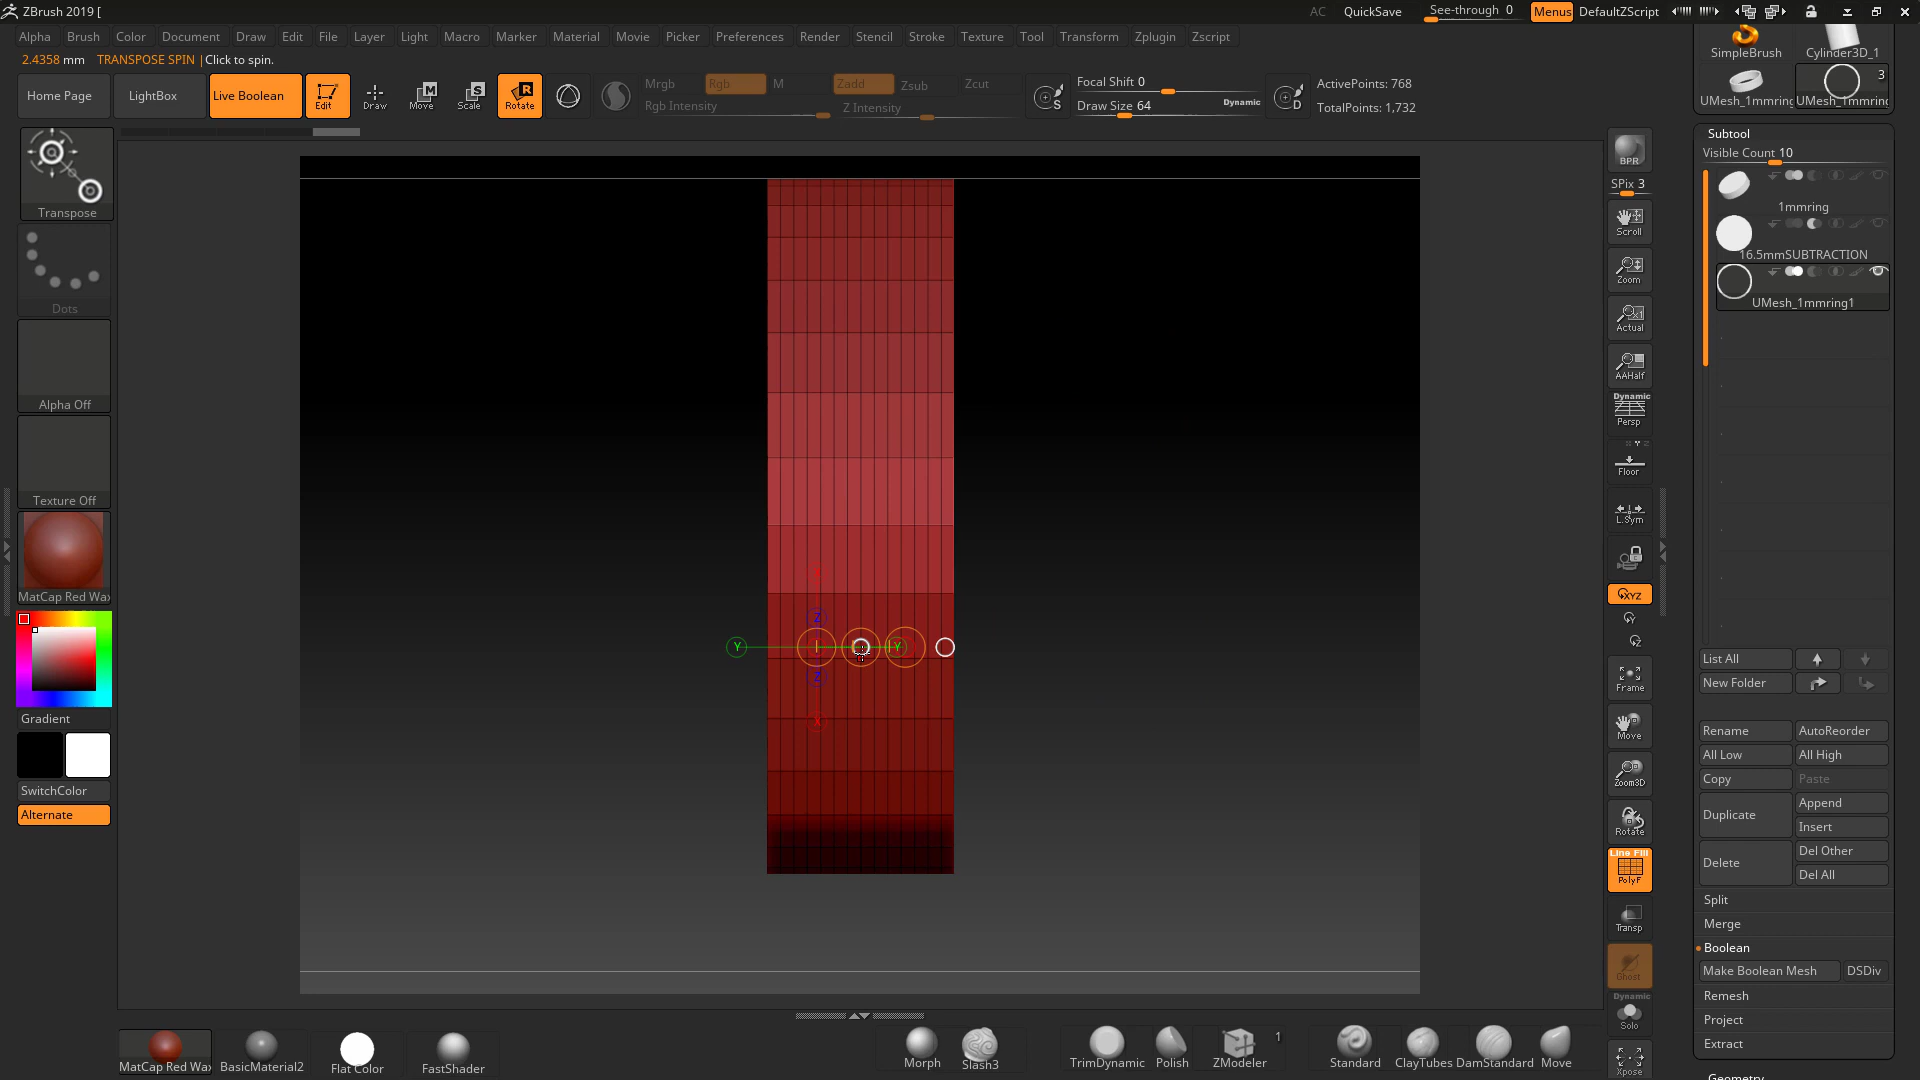 ZBrush 2019 [
AC QuickSave See-through 0 Menus DefaultZScript
Alpha Brush Color Document Draw Edit File Layer Light Macro Marker Material Movie Picker Preferences Render Stencil Stroke Texture Tool Transform Zplugin Zscript
2.4358 mm TRANSPOSE SPIN | Click to spin.
Home Page LightBox Live Boolean Edit Draw Move Scale Rotate
Mrgb Rgb M Zadd Zsub Zcut
Rgb Intensity Z Intensity
Focal Shift 0
Draw Size 64 Dynamic
S D
ActivePoints: 768
TotalPoints: 1,732
Transpose
Dots
Alpha Off
Texture Off
MatCap Red Wax
Gradient
SwitchColor
Alternate
X
Z
Y Y
Z
X
BPR
SPix 3
Scroll
Zoom
Actual
AAHalf
Dynamic
Persp
Floor
L.Sym
XYZ
Y
Z
Frame
Move
Zoom3D
Rotate
Line Fill
PolyF
Transp
Ghost
Dynamic
Solo
Xpose
SimpleBrush Cylinder3D_1
3
UMesh_1mmring UMesh_1mmring
Subtool
Visible Count 10
1mmring
16.5mmSUBTRACTION
UMesh_1mmring1
List All
New Folder
Rename AutoReorder
All Low All High
Copy Paste
Duplicate Append
Insert
Delete Del Other
Del All
Split
Merge
Boolean
Make Boolean Mesh DSDiv
Remesh
Project
Extract
Geometry
MatCap Red Wax BasicMaterial2 Flat Color FastShader
Morph Slash3 TrimDynamic Polish ZModeler 1 Standard ClayTubes DamStandard Move